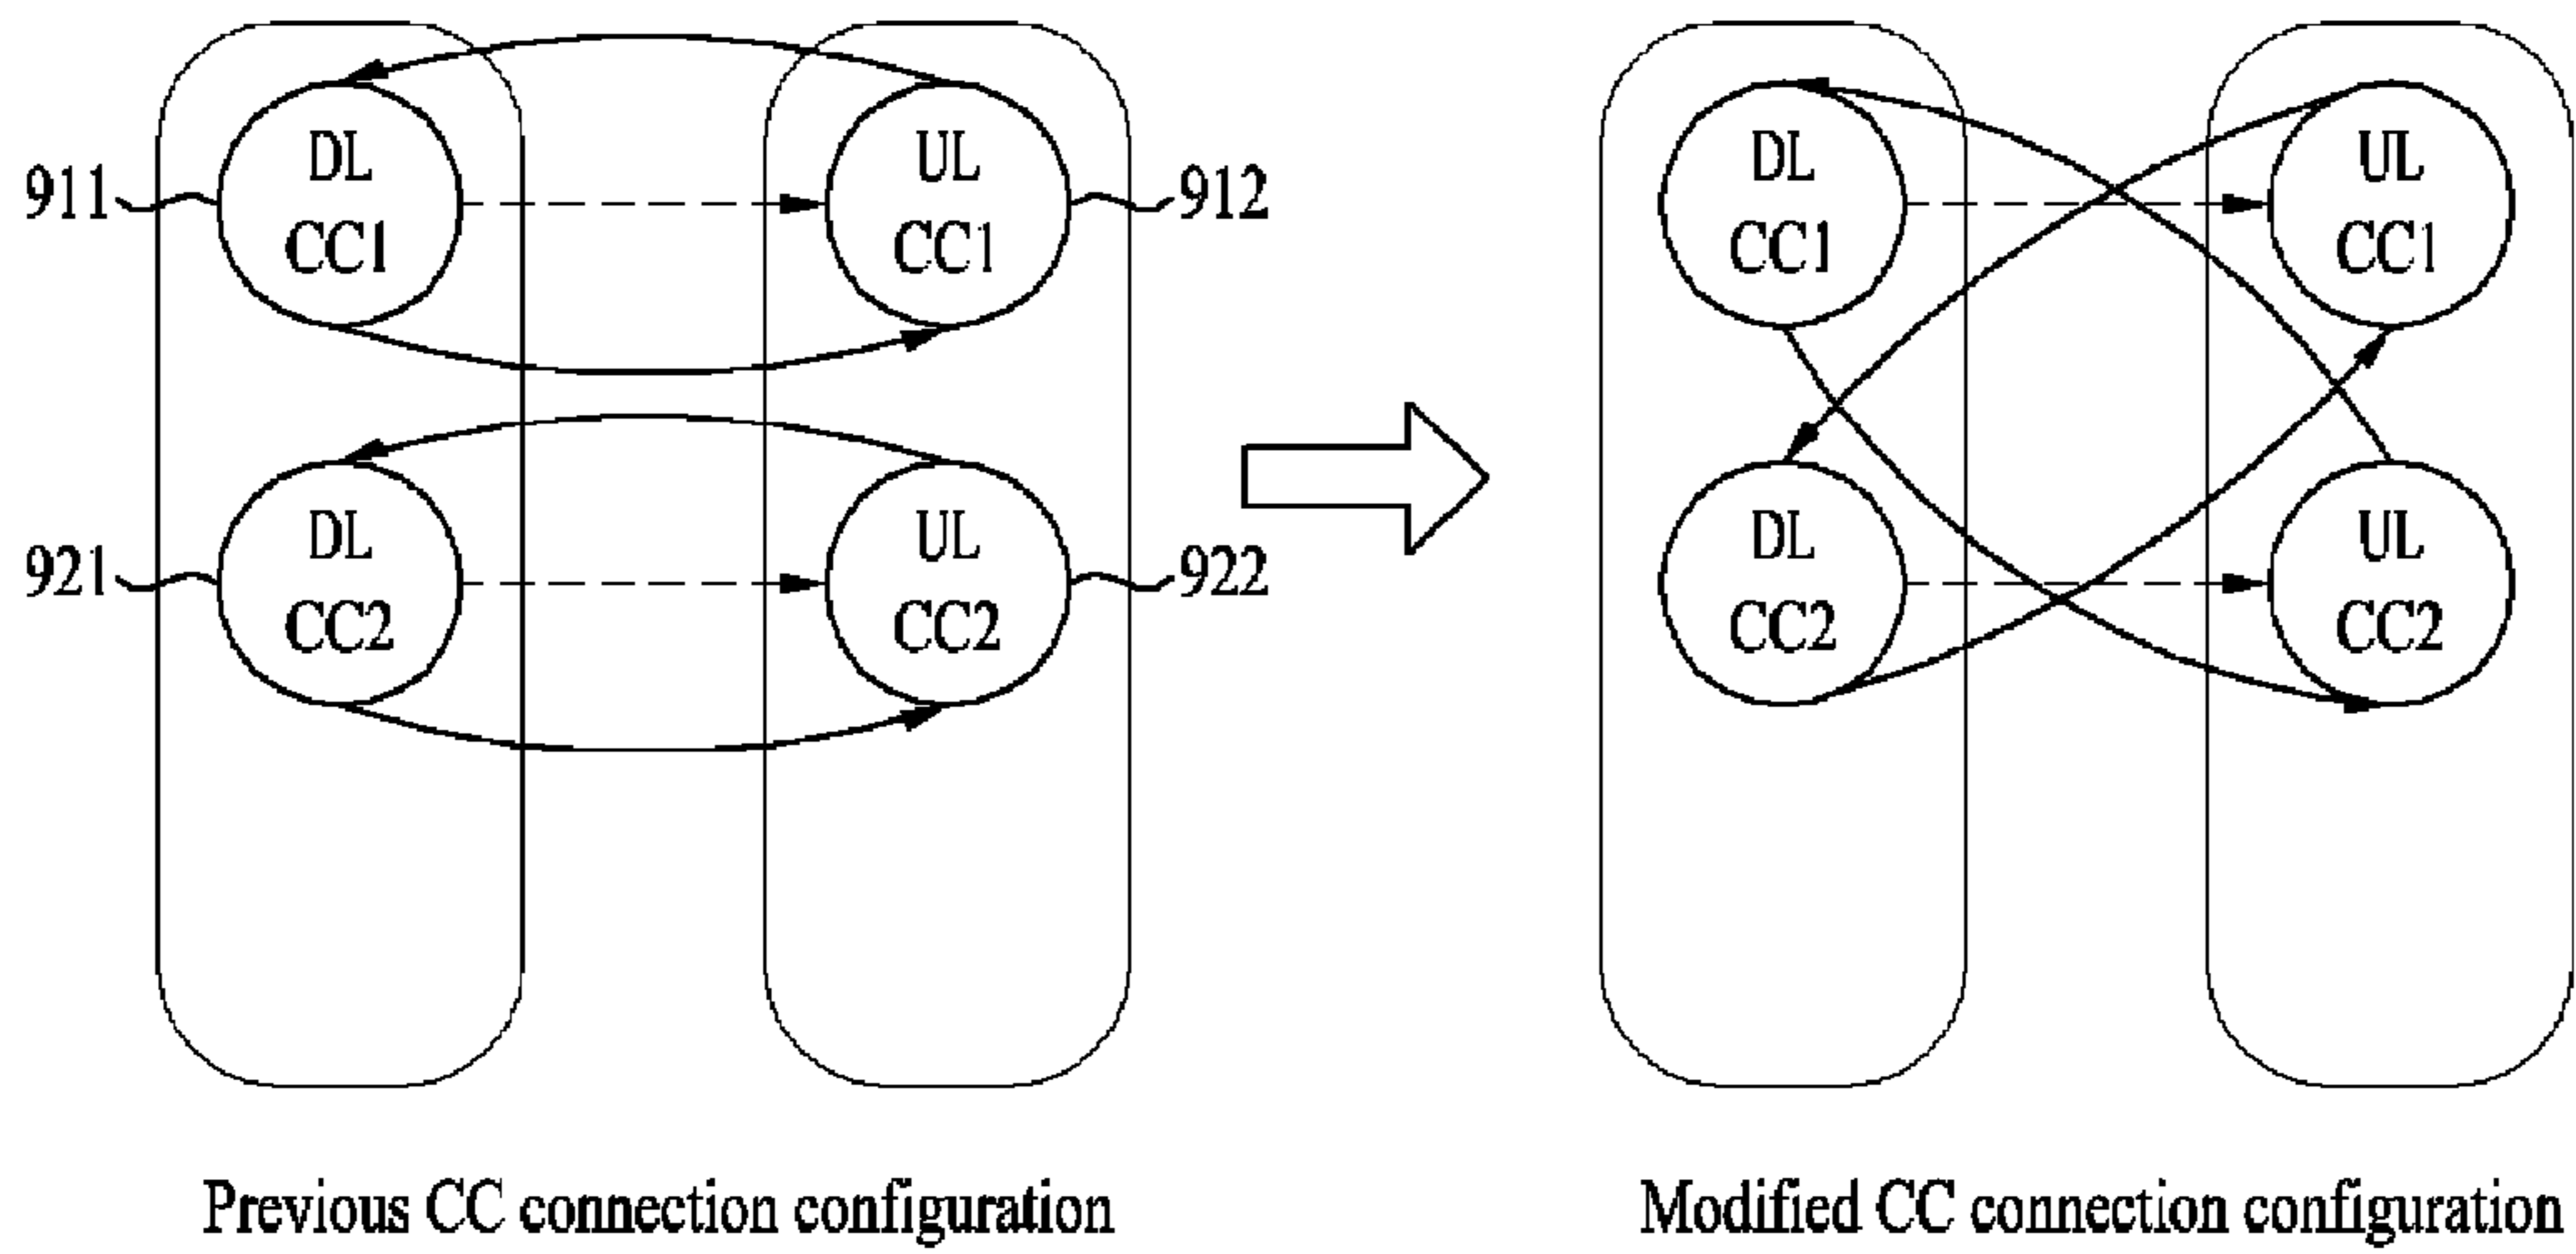 911
DL
CC1
UL
CC1
912
921
DL
CC2
UL
CC2
922
Previous CC connection configuration
DL
CC1
UL
CC1
DL
CC2
UL
CC2
Modified CC connection configuration